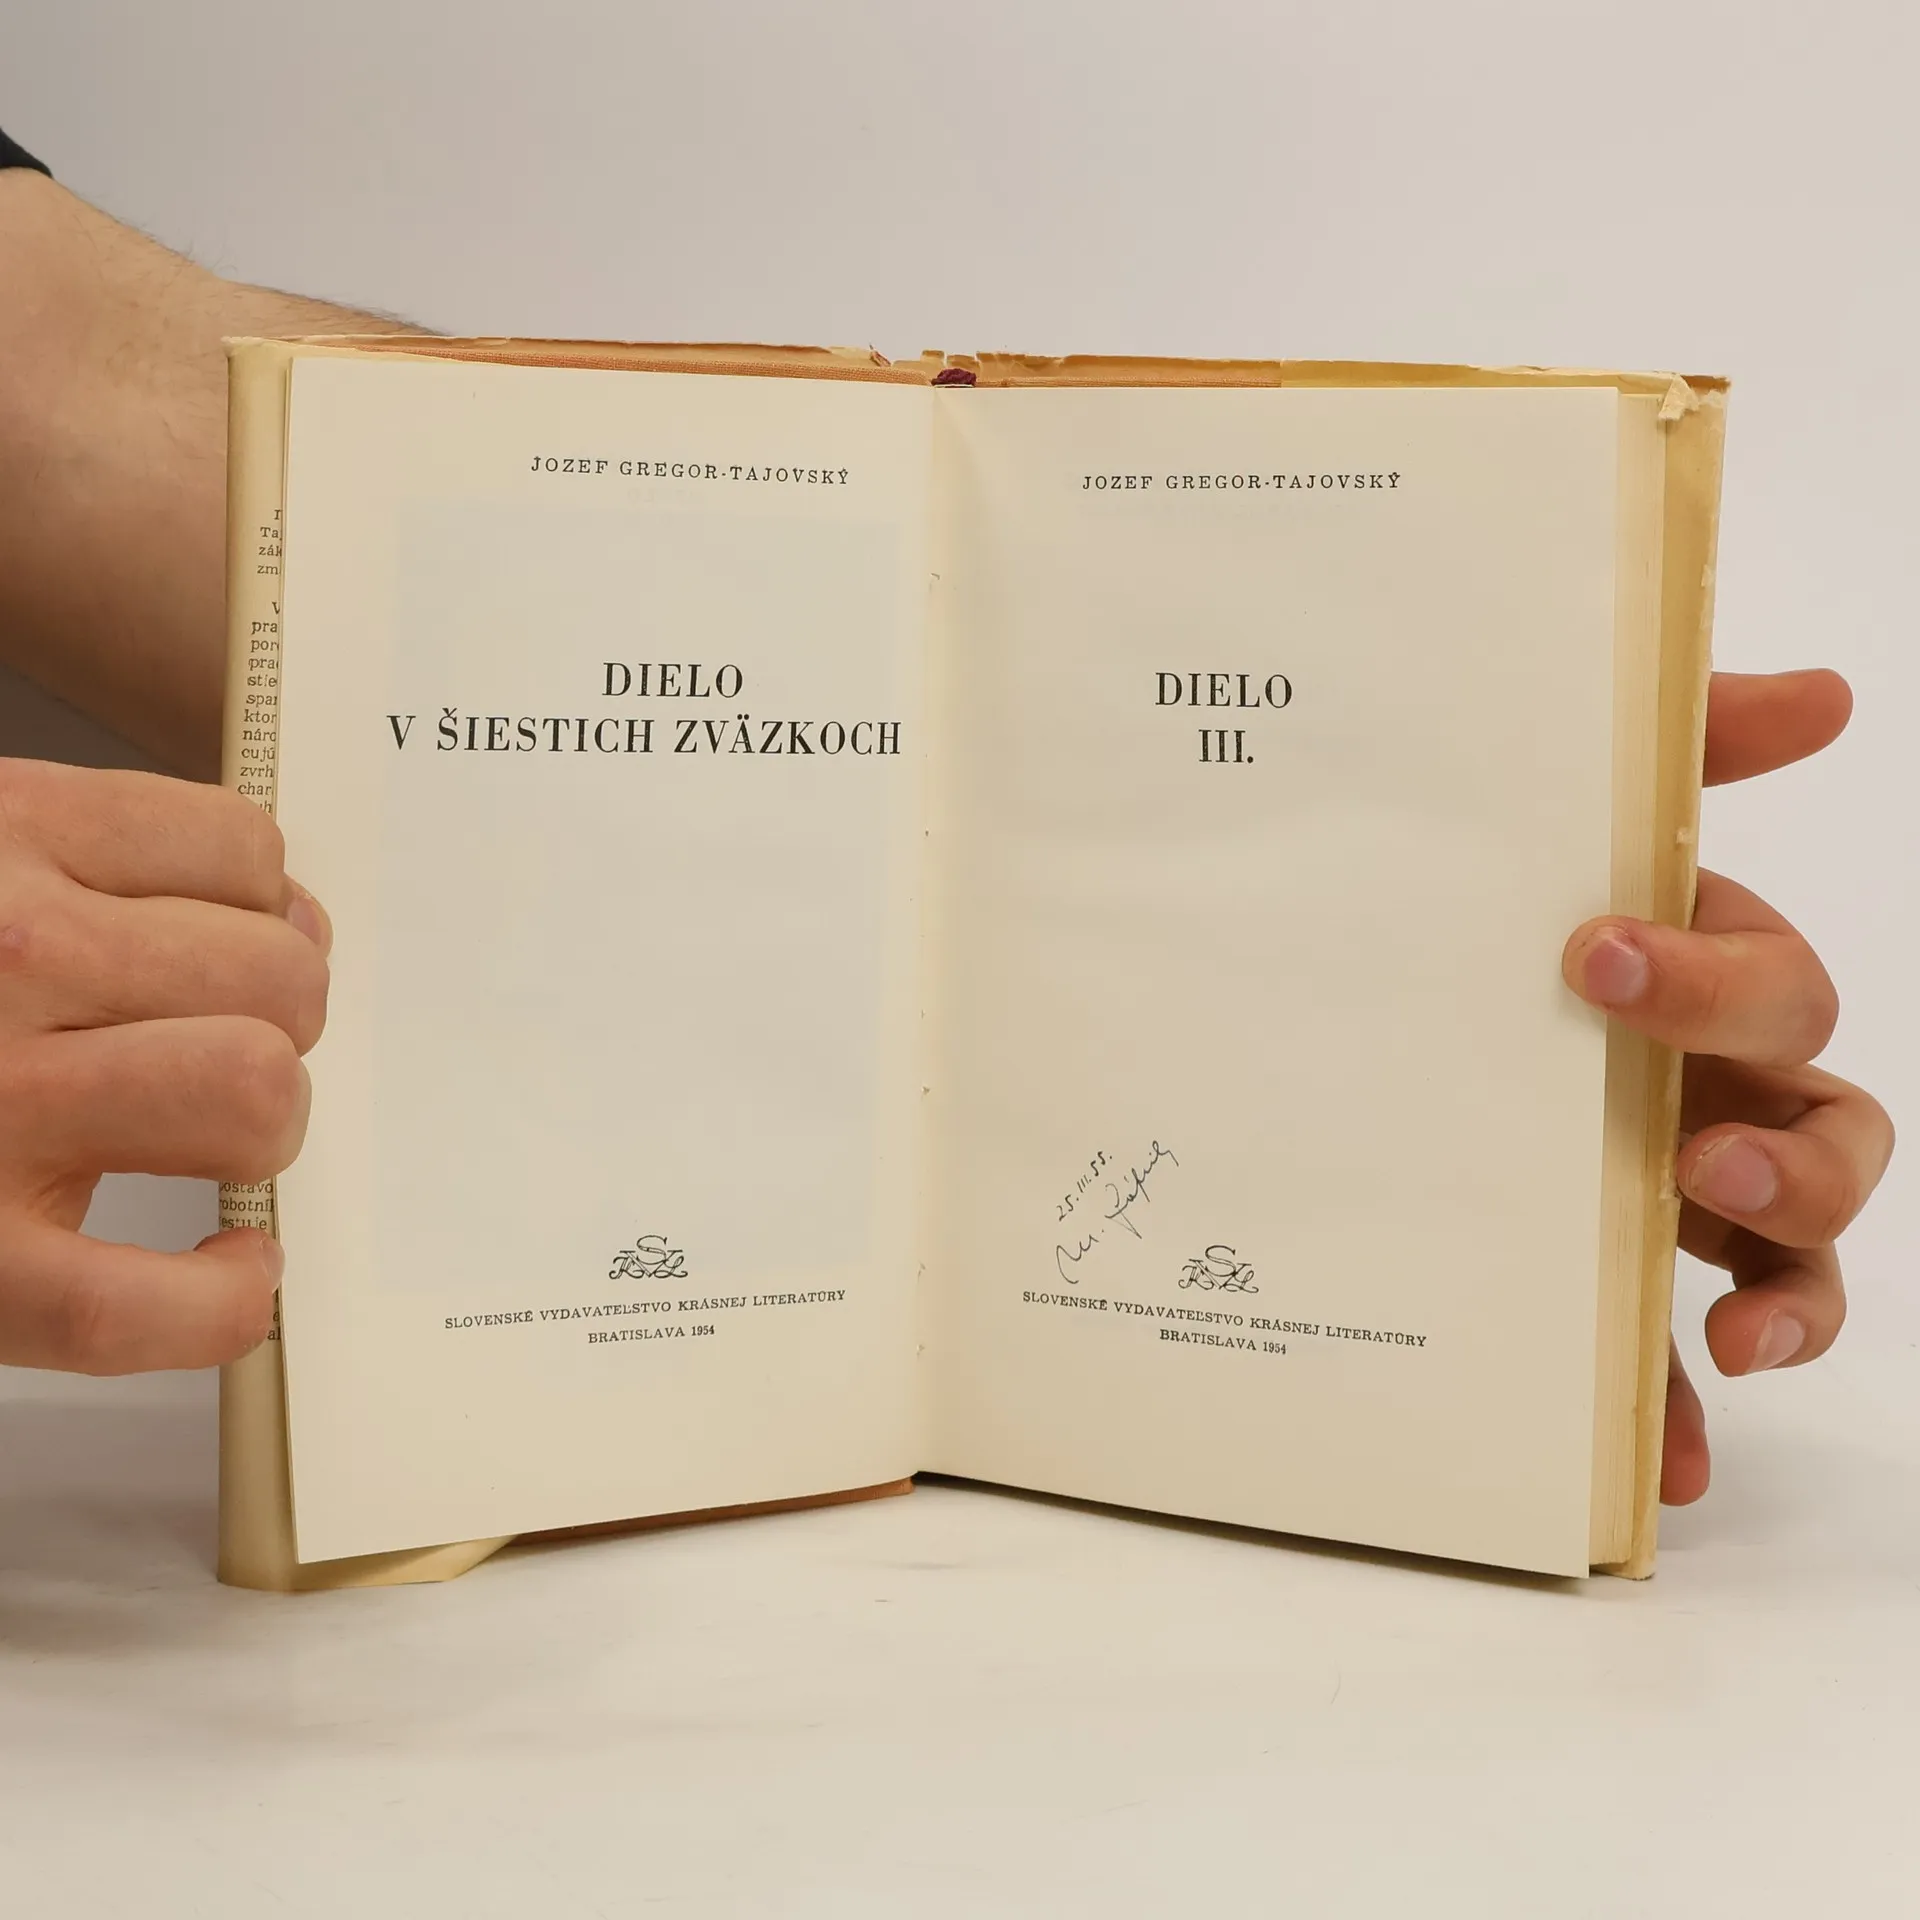 JOZEF GREGOR-TAJOVSKÝ
DIELO
V ŠIESTICH ZVÄZKOCH
SLOVENSKÉ VYDAVATEĽSTVO KRÁSNEJ LITERATÚRY
BRATISLAVA 1954
JOZEF GREGOR-TAJOVSKÝ
DIELO
III.
25. III. 55.
SLOVENSKÉ VYDAVATEĽSTVO KRÁSNEJ LITERATÚRY
BRATISLAVA 1954